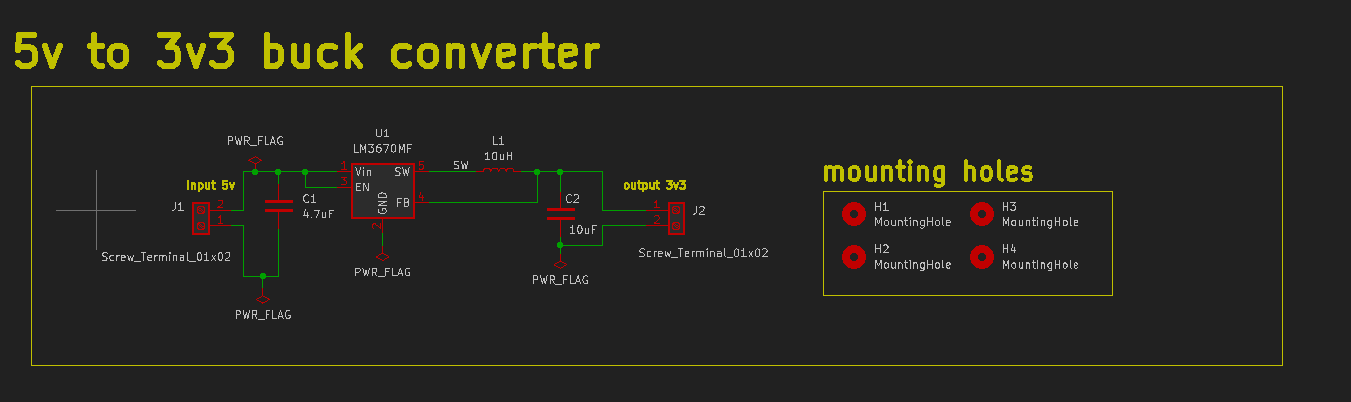 5v to 3v3 buck converter
PWR_FLAG
U1
LM3670MF
L1
10uH
1
Vin
SW
5
SW
3
EN
GND
FB
4
2
PWR_FLAG
Input 5v
J1
2
1
Screw_Terminal_01x02
C1
4.7uF
PWR_FLAG
output 3v3
C2
10uF
1
2
J2
Screw_Terminal_01x02
PWR_FLAG
mounting holes
H1
MountingHole
H3
MountingHole
H2
MountingHole
H4
MountingHole